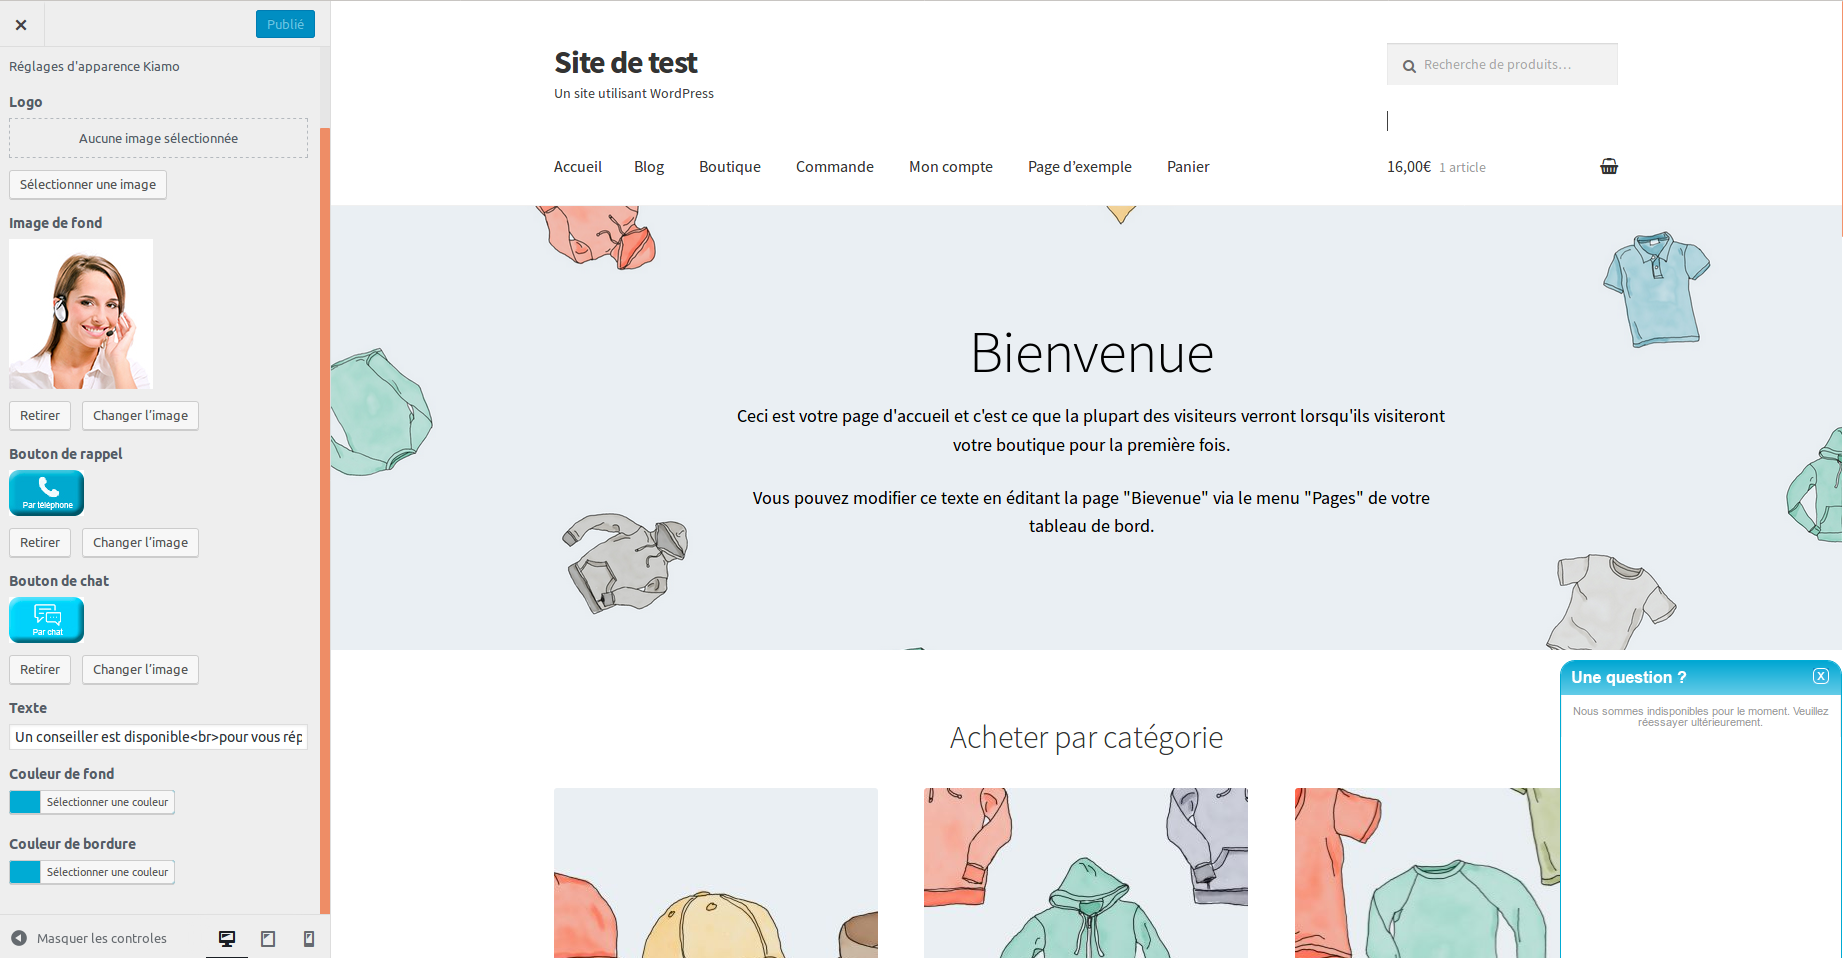 Publié
Réglages d'apparence Kiamo
Logo
Aucune image sélectionnée
Sélectionner une image
Image de fond
Retirer
Changer l’image
Bouton de rappel
Par téléphone
Retirer
Changer l’image
Bouton de chat
Par chat
Retirer
Changer l’image
Texte
Un conseiller est disponible<br>pour vous rép
Couleur de fond
Sélectionner une couleur
Couleur de bordure
Sélectionner une couleur
Masquer les controles
Site de test
Un site utilisant WordPress
Recherche de produits…
Accueil
Blog
Boutique
Commande
Mon compte
Page d’exemple
Panier
16,00€ 1 article
Bienvenue
Ceci est votre page d'accueil et c'est ce que la plupart des visiteurs verront lorsqu'ils visiteront
votre boutique pour la première fois.
Vous pouvez modifier ce texte en éditant la page "Bievenue" via le menu "Pages" de votre
tableau de bord.
Acheter par catégorie
Une question ?
X
Nous sommes indisponibles pour le moment. Veuillez
réessayer ultérieurement.